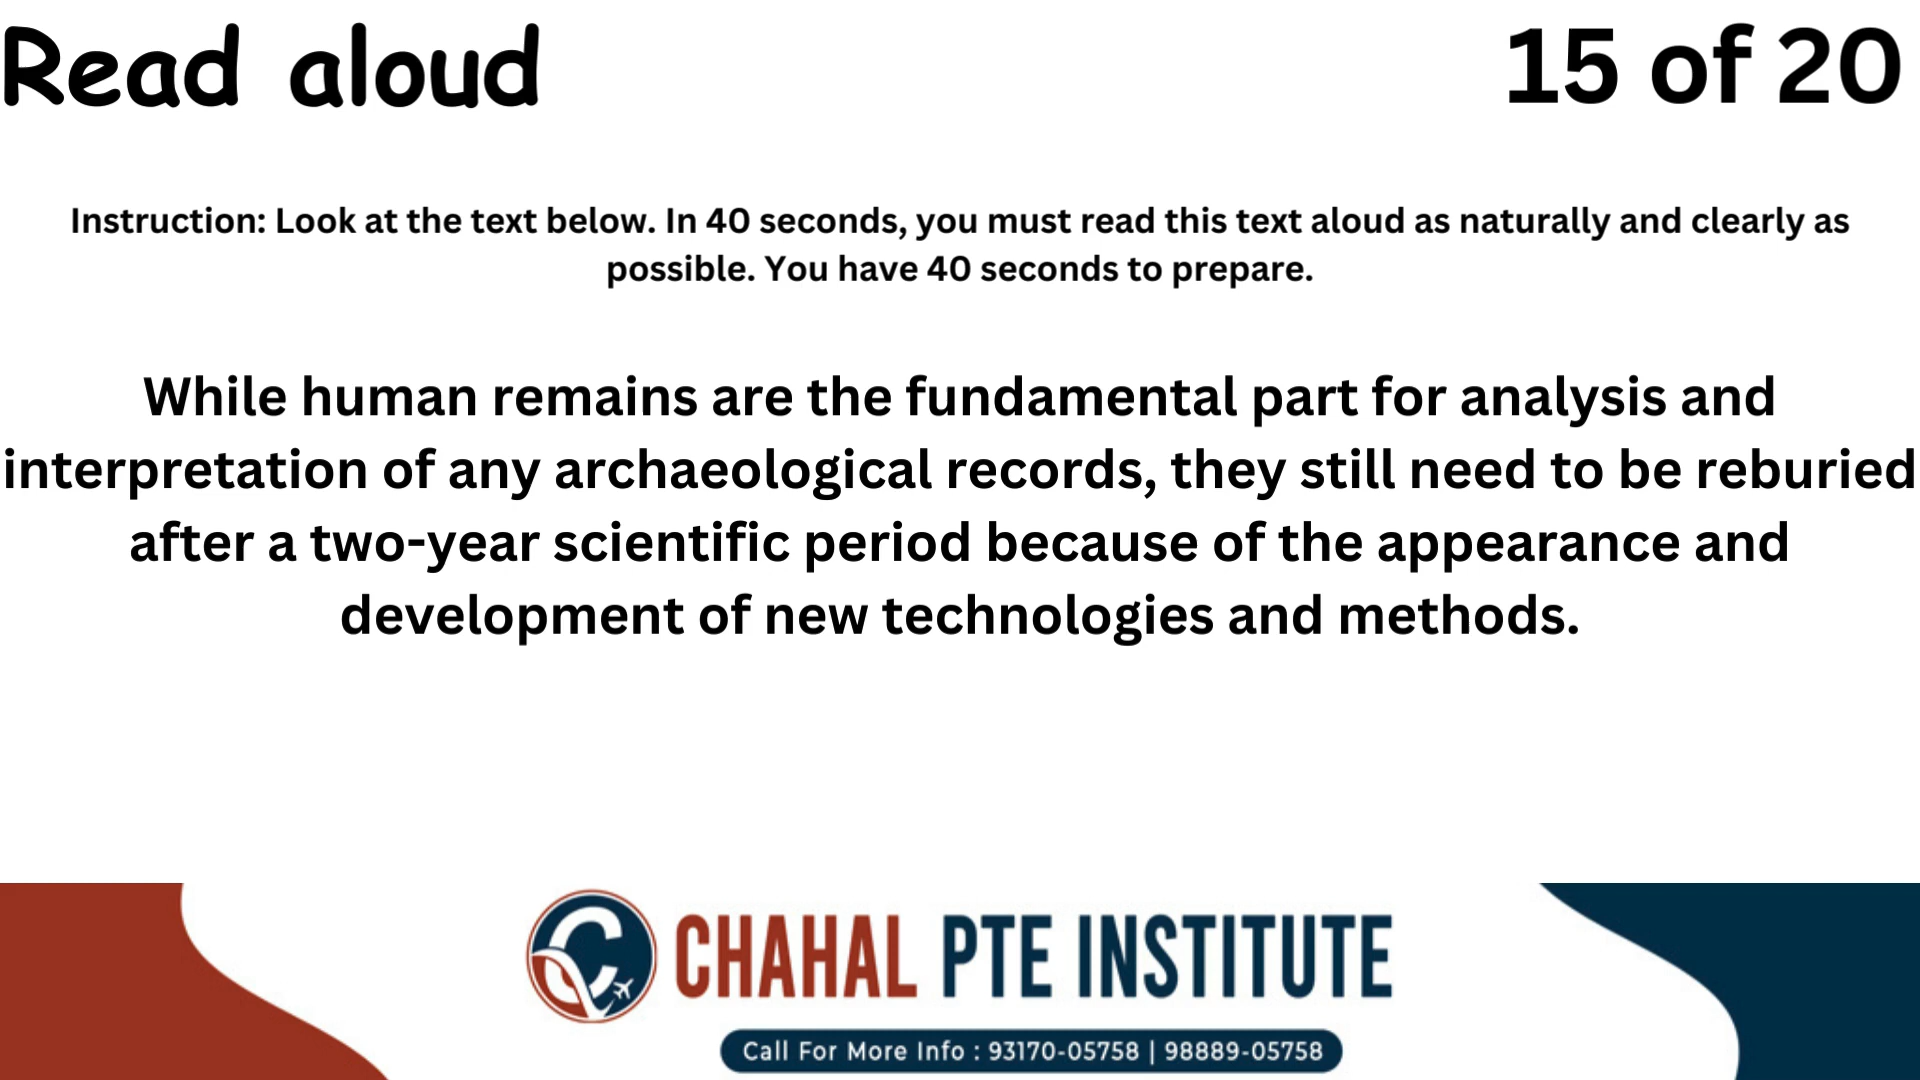 Read aloud
15 of 20
Instruction: Look at the text below. In 40 seconds, you must read this text aloud as naturally and clearly as
possible. You have 40 seconds to prepare.
While human remains are the fundamental part for analysis and
interpretation of any archaeological records, they still need to be reburied
after a two-year scientific period because of the appearance and
development of new technologies and methods.
CHAHAL PTE INSTITUTE
Call For More Info : 93170-05758 | 98889-05758